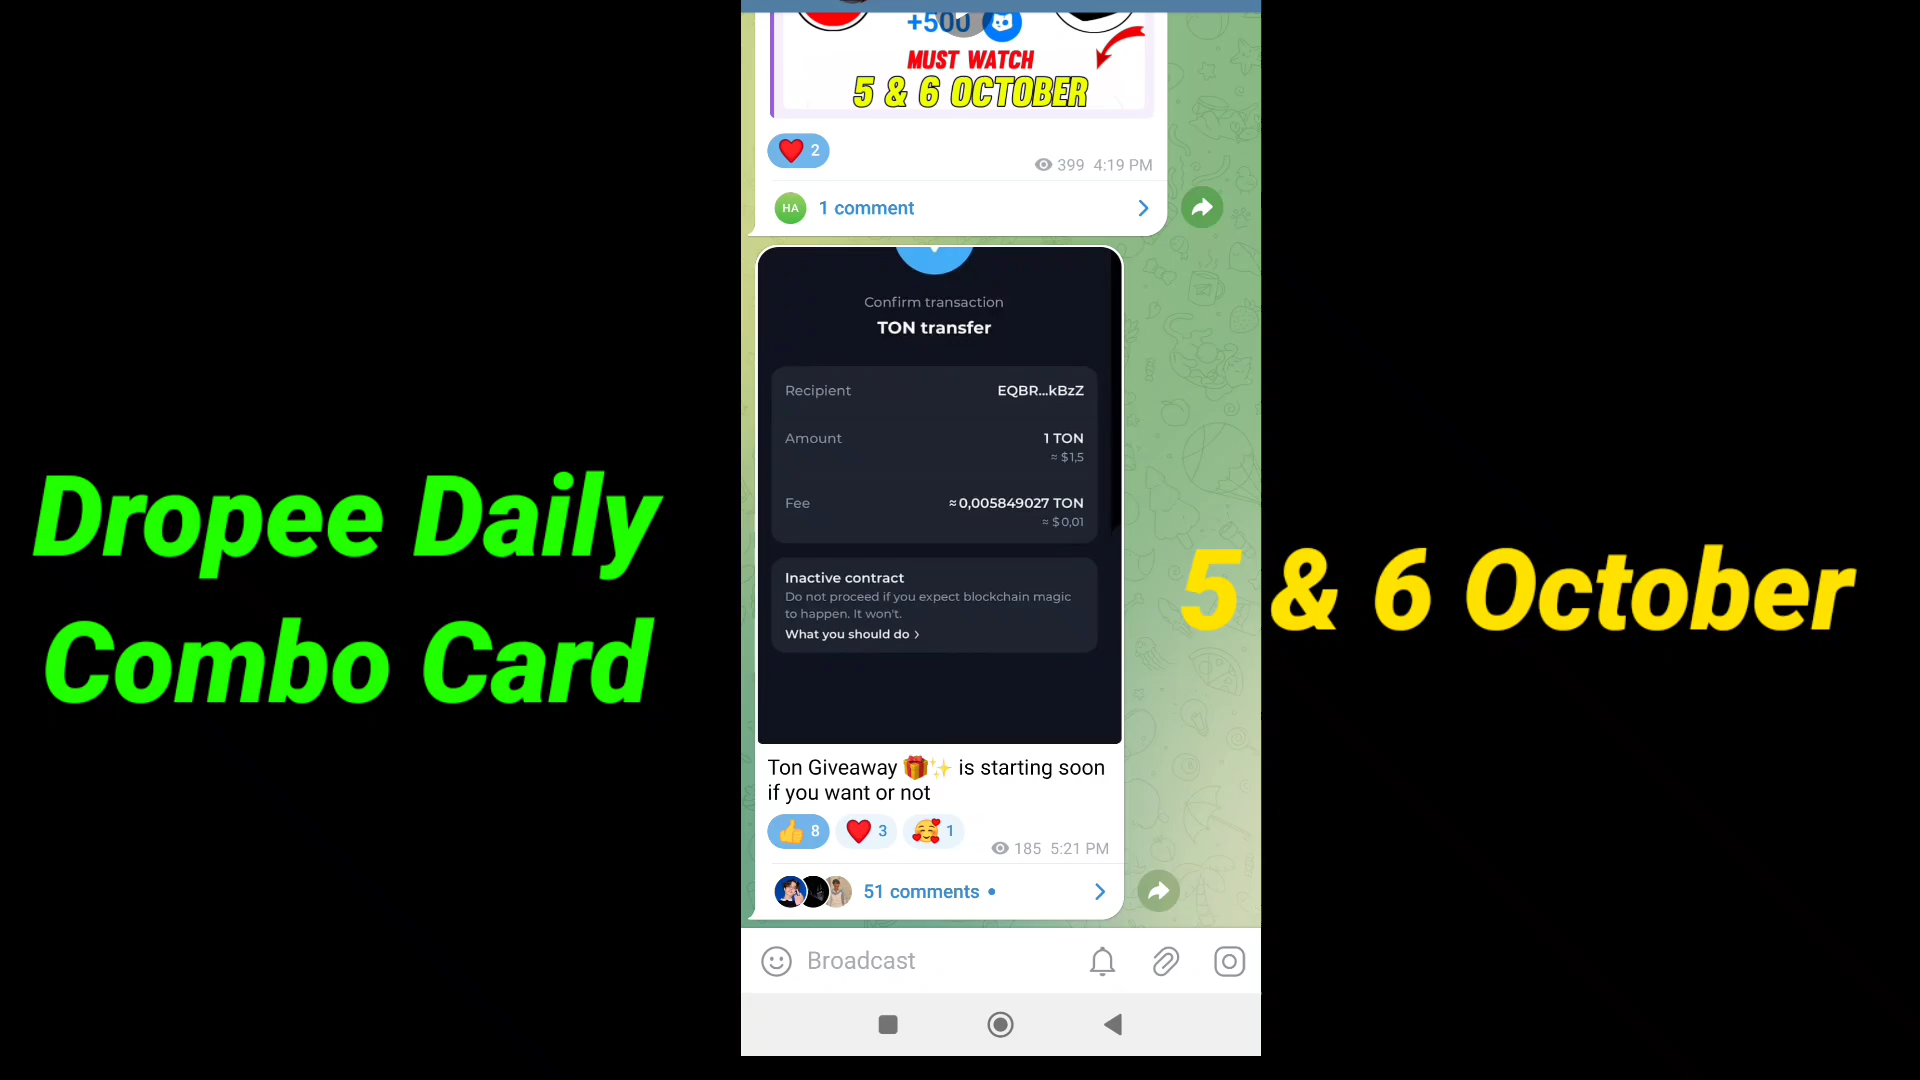 +500
MUST WATCH
5 & 6 OCTOBER
2
399 4:19 PM
HA 1 comment
Confirm transaction
TON transfer
Recipient EQBR...kBzZ
Amount 1 TON
≈ $1,5
Fee ≈ 0,005849027 TON
≈ $0,01
Inactive contract
Do not proceed if you expect blockchain magic
to happen. It won't.
What you should do ›
Ton Giveaway 🎁✨ is starting soon
if you want or not
8 3 1
185 5:21 PM
51 comments
Broadcast
Dropee Daily
Combo Card
5 & 6 October